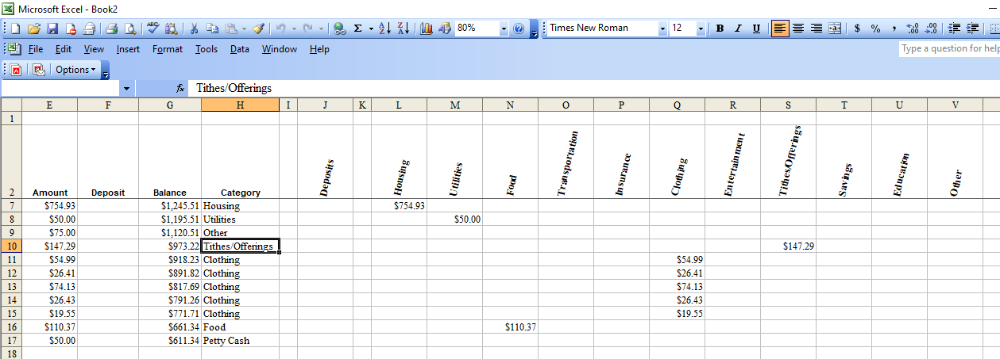 Microsoft Excel - Book2
ABC Σ A Z Z A 80% Times New Roman 12 B I U $ % , .00
File Edit View Insert Format Tools Data Window Help Type a question for help
Options
fx Tithes/Offerings
E F G H I J K L M N O P Q R S T U V
1
2 Amount Deposit Balance Category Deposits Housing Utilities Food Transportation Insurance Clothing Entertainment Tithes/Offerings Savings Education Other
7 $754.93 $1,245.51 Housing $754.93
8 $50.00 $1,195.51 Utilities $50.00
9 $75.00 $1,120.51 Other
10 $147.29 $973.22 Tithes/Offerings $147.29
11 $54.99 $918.23 Clothing $54.99
12 $26.41 $891.82 Clothing $26.41
13 $74.13 $817.69 Clothing $74.13
14 $26.43 $791.26 Clothing $26.43
15 $19.55 $771.71 Clothing $19.55
16 $110.37 $661.34 Food $110.37
17 $50.00 $611.34 Petty Cash
18